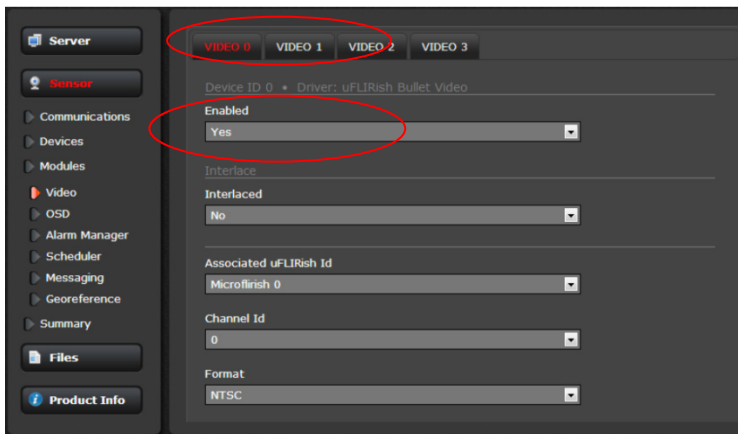 Server
Sensor
Communications
Devices
Modules
Video
OSD
Alarm Manager
Scheduler
Messaging
Georeference
Summary
Files
Product Info
VIDEO 0 VIDEO 1 VIDEO 2 VIDEO 3
Device ID 0 • Driver: uFLIRish Bullet Video
Enabled
Yes
Interlace
Interlaced
No
Associated uFLIRish Id
Microflirish 0
Channel Id
0
Format
NTSC